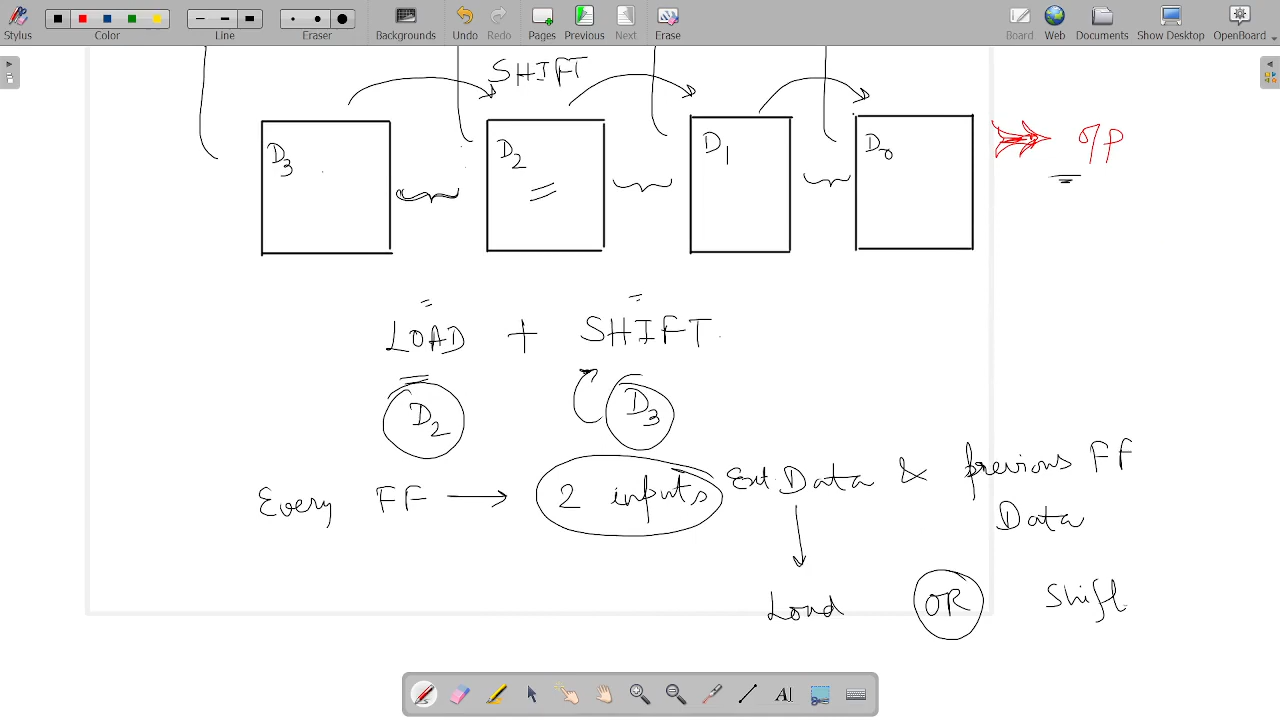 Stylus Color Line Eraser Backgrounds Undo Redo Pages Previous Next Erase Board Web Documents Show Desktop OpenBoard
SHIFT
D3 D2 D1 D0 O/P
LOAD + SHIFT
D2 D3
Every FF → 2 inputs Ext. Data & previous FF
Data
Load OR Shift
A